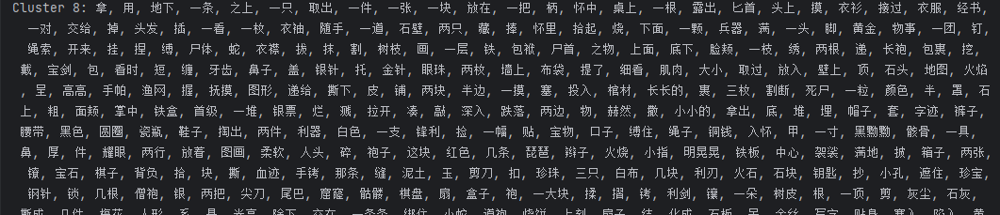 Cluster 8: 拿, 用, 地下, 一条, 之上, 一只, 取出, 一件, 一张, 一块, 放在, 一把, 柄, 怀中, 桌上, 一根, 露出, 匕首, 头上, 摸, 衣衫, 接过, 衣服, 经书,
一对, 交给, 掉, 头发, 插, 一看, 一枚, 衣袖, 随手, 一道, 石壁, 两只, 藏, 捧, 怀里, 拾起, 烧, 下面, 一颗, 兵器, 满, 一头, 脚, 黄金, 物事, 一团, 钉,
绳索, 开来, 挂, 捏, 缚, 尸体, 蛇, 衣襟, 拔, 抹, 割, 树枝, 画, 一层, 铁, 包袱, 尸首, 之物, 上面, 底下, 脸颊, 一枝, 绣, 两根, 递, 长袍, 包裹, 挖,
戴, 宝剑, 包, 看时, 短, 缠, 牙齿, 鼻子, 盖, 银针, 托, 金针, 眼珠, 两枚, 墙上, 布袋, 提了, 细看, 肌肉, 大小, 取过, 放入, 壁上, 顶, 石头, 地图, 火焰
, 呈, 高高, 手帕, 渔网, 握, 抚摸, 图形, 递给, 撕下, 皮, 铺, 两块, 半边, 一摸, 塞, 投入, 棺材, 长长的, 裹, 三枚, 割断, 死尸, 一粒, 颜色, 半, 罩, 石
上, 粗, 面颊, 掌中, 铁盒, 首级, 一堆, 银票, 烂, 溅, 拉开, 凑, 敲, 深入, 跌落, 两边, 物, 赫然, 撒, 小小的, 拿出, 底, 堆, 埋, 帽子, 套, 字迹, 裤子,
腰带, 黑色, 圆圈, 瓷瓶, 鞋子, 掏出, 两件, 利器, 白色, 一支, 锋利, 捡, 一幅, 贴, 宝物, 口子, 缚住, 绳子, 铜钱, 入怀, 甲, 一寸, 黑黝黝, 骸骨, 一具,
鼻, 厚, 件, 耀眼, 两行, 放着, 图画, 柔软, 人头, 碎, 袍子, 这块, 红色, 几条, 琵琶, 辫子, 火烧, 小指, 明晃晃, 铁板, 中心, 袈裟, 满地, 披, 箱子, 两张,
镶, 宝石, 棋子, 背负, 拾, 块, 撕, 血迹, 手铐, 那条, 缝, 泥土, 玉, 剪刀, 扣, 珍珠, 三只, 白布, 几块, 利刃, 火石, 石块, 钥匙, 抄, 小孔, 遮住, 珍宝,
钢针, 锁, 几根, 僧袍, 银, 两把, 尖刀, 尾巴, 窟窿, 骷髅, 棋盘, 扇, 盒子, 袍, 一大块, 揉, 摺, 铐, 利剑, 镶, 一朵, 树皮, 根, 一顶, 剪, 灰尘, 石灰,